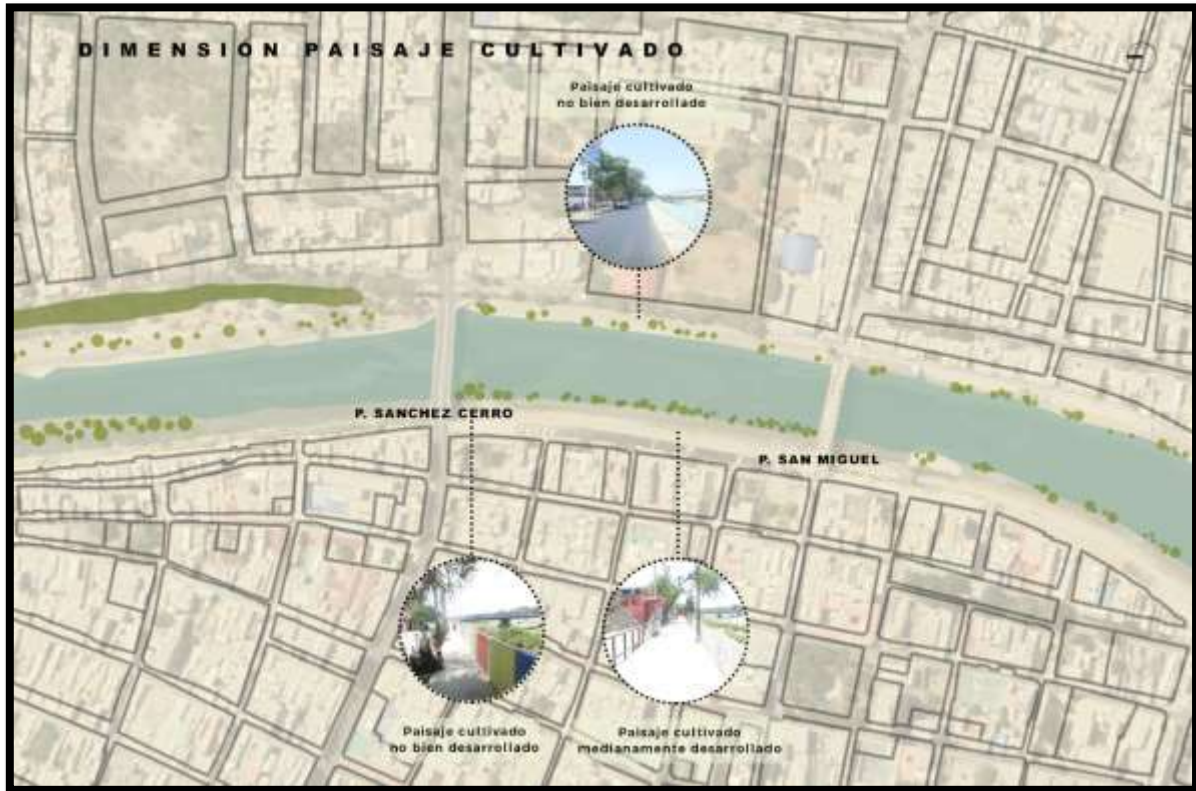 DIMENSIÓN PAISAJE CULTIVADO
Paisaje cultivado
no bien desarrollado
P. SANCHEZ CERRO
P. SAN MIGUEL
Paisaje cultivado
no bien desarrollado
Paisaje cultivado
medianamente desarrollado